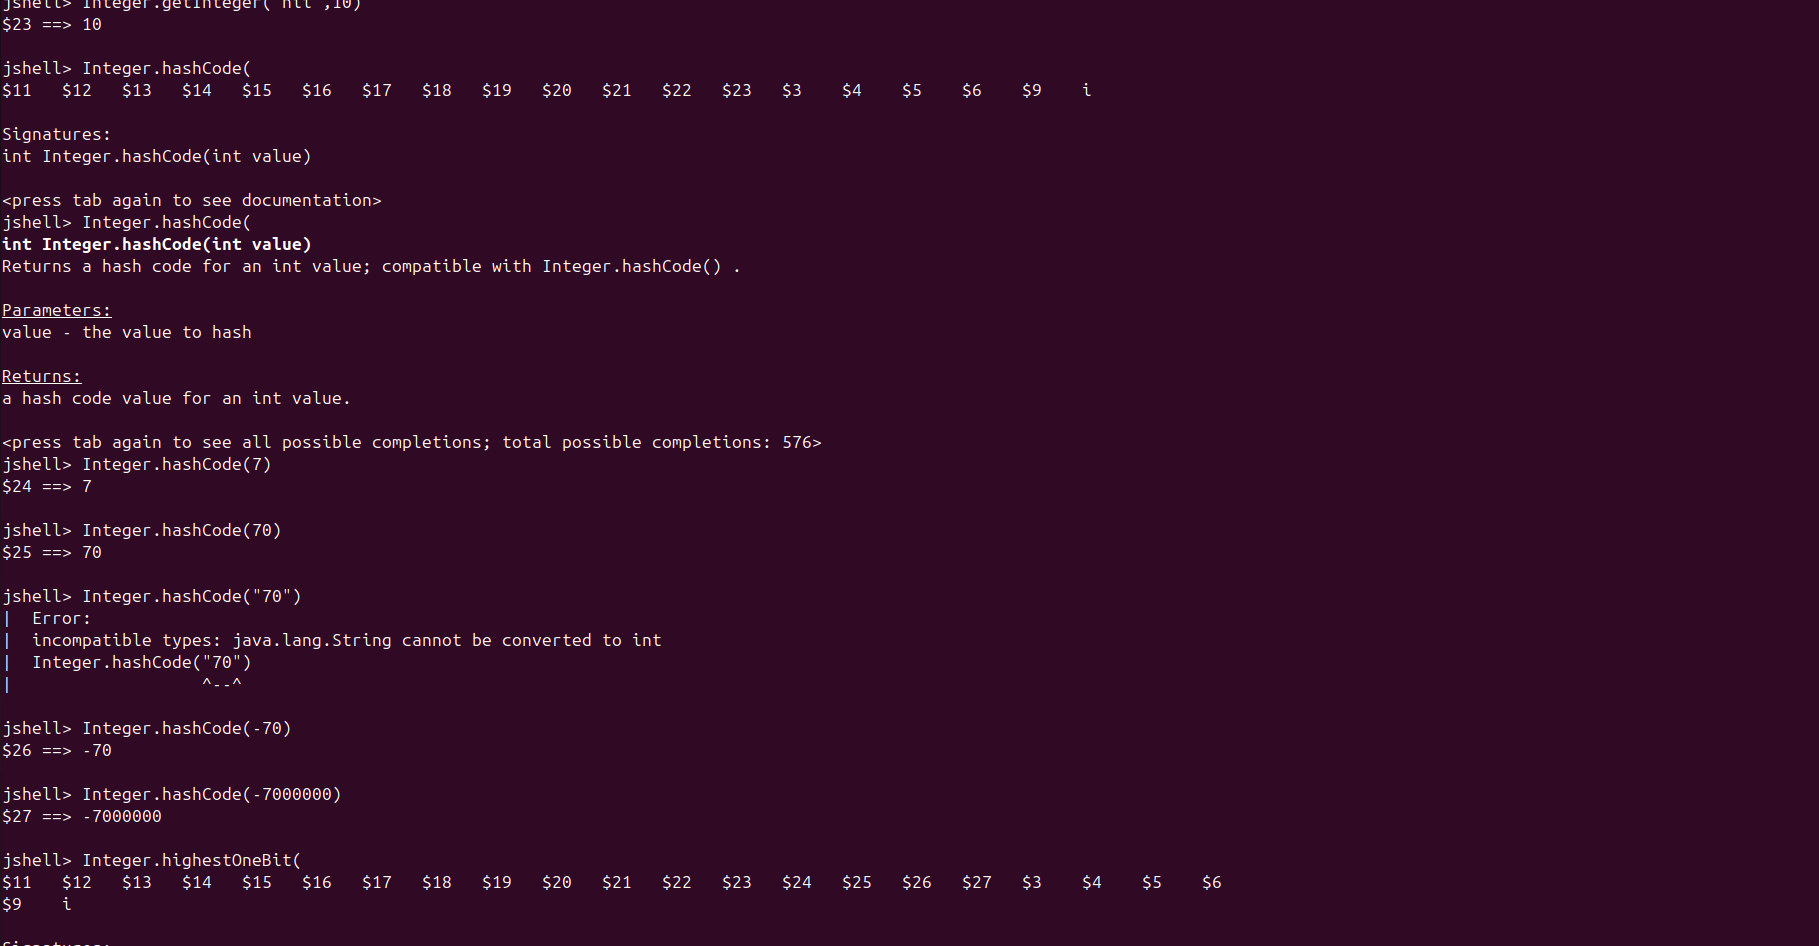 jshell> Integer.getInteger("nil",10)
$23 ==> 10
jshell> Integer.hashCode(
$11 $12 $13 $14 $15 $16 $17 $18 $19 $20 $21 $22 $23 $3 $4 $5 $6 $9 i
Signatures:
int Integer.hashCode(int value)
<press tab again to see documentation>
jshell> Integer.hashCode(
int Integer.hashCode(int value)
Returns a hash code for an int value; compatible with Integer.hashCode() .
Parameters:
value - the value to hash
Returns:
a hash code value for an int value.
<press tab again to see all possible completions; total possible completions: 576>
jshell> Integer.hashCode(7)
$24 ==> 7
jshell> Integer.hashCode(70)
$25 ==> 70
jshell> Integer.hashCode("70")
| Error:
| incompatible types: java.lang.String cannot be converted to int
| Integer.hashCode("70")
| ^--^
jshell> Integer.hashCode(-70)
$26 ==> -70
jshell> Integer.hashCode(-7000000)
$27 ==> -7000000
jshell> Integer.highestOneBit(
$11 $12 $13 $14 $15 $16 $17 $18 $19 $20 $21 $22 $23 $24 $25 $26 $27 $3 $4 $5 $6
$9 i
Signatures: